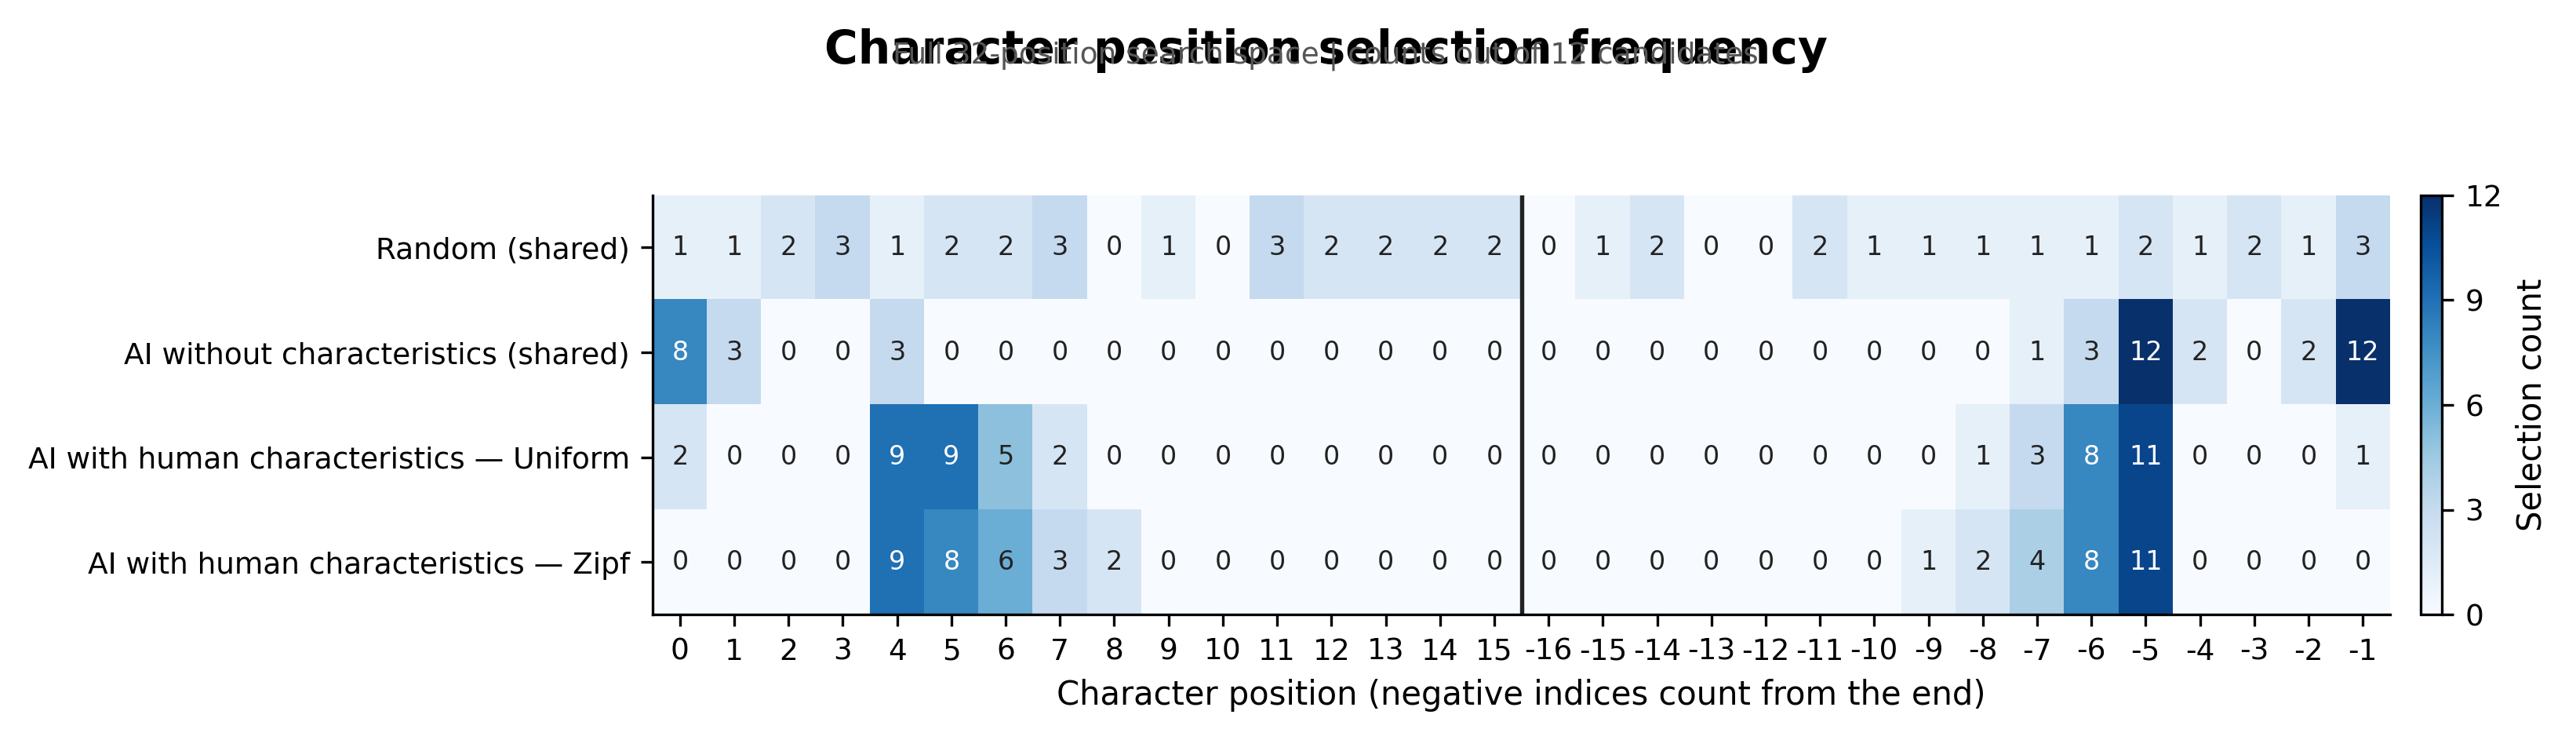 Character position selection frequency
Full 32-position search space | counts out of 12 candidates
Random (shared) 1 1 2 3 1 2 2 3 0 1 0 3 2 2 2 2 0 1 2 0 0 2 1 1 1 1 1 2 1 2 1 3
AI without characteristics (shared) 8 3 0 0 3 0 0 0 0 0 0 0 0 0 0 0 0 0 0 0 0 0 0 0 0 1 3 12 2 0 2 12
AI with human characteristics — Uniform 2 0 0 0 9 9 5 2 0 0 0 0 0 0 0 0 0 0 0 0 0 0 0 0 1 3 8 11 0 0 0 1
AI with human characteristics — Zipf 0 0 0 0 9 8 6 3 2 0 0 0 0 0 0 0 0 0 0 0 0 0 0 1 2 4 8 11 0 0 0 0
0 1 2 3 4 5 6 7 8 9 10 11 12 13 14 15 -16 -15 -14 -13 -12 -11 -10 -9 -8 -7 -6 -5 -4 -3 -2 -1
Character position (negative indices count from the end)
12
9
6
3
0
Selection count